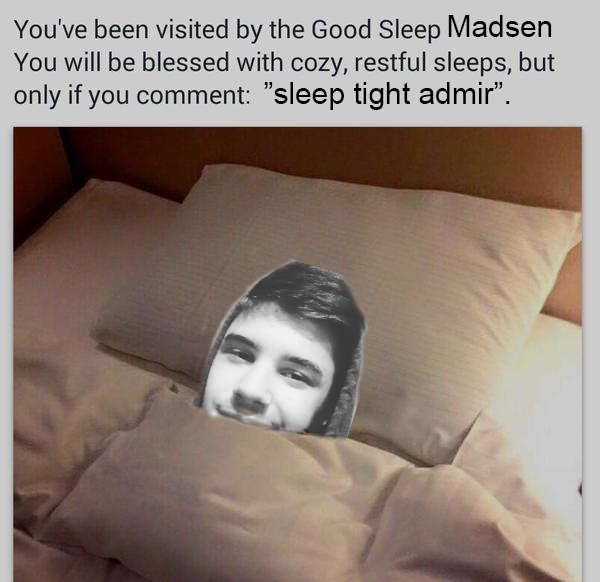 You've been visited by the Good Sleep Madsen
You will be blessed with cozy, restful sleeps, but
only if you comment: ”sleep tight admir”.